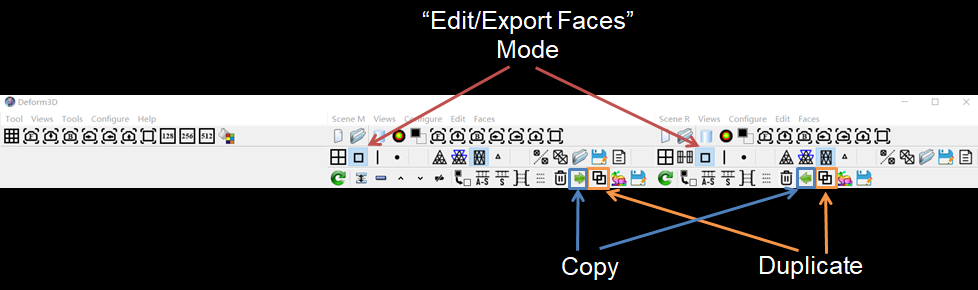 “Edit/Export Faces”
Mode
Deform3D
Tool Views Tools Configure Help
Scene M Views Configure Edit Faces
Scene R Views Configure Edit Faces
F T R 128 256 512
F T R
F T R
A-S S
A-S S
Copy
Duplicate